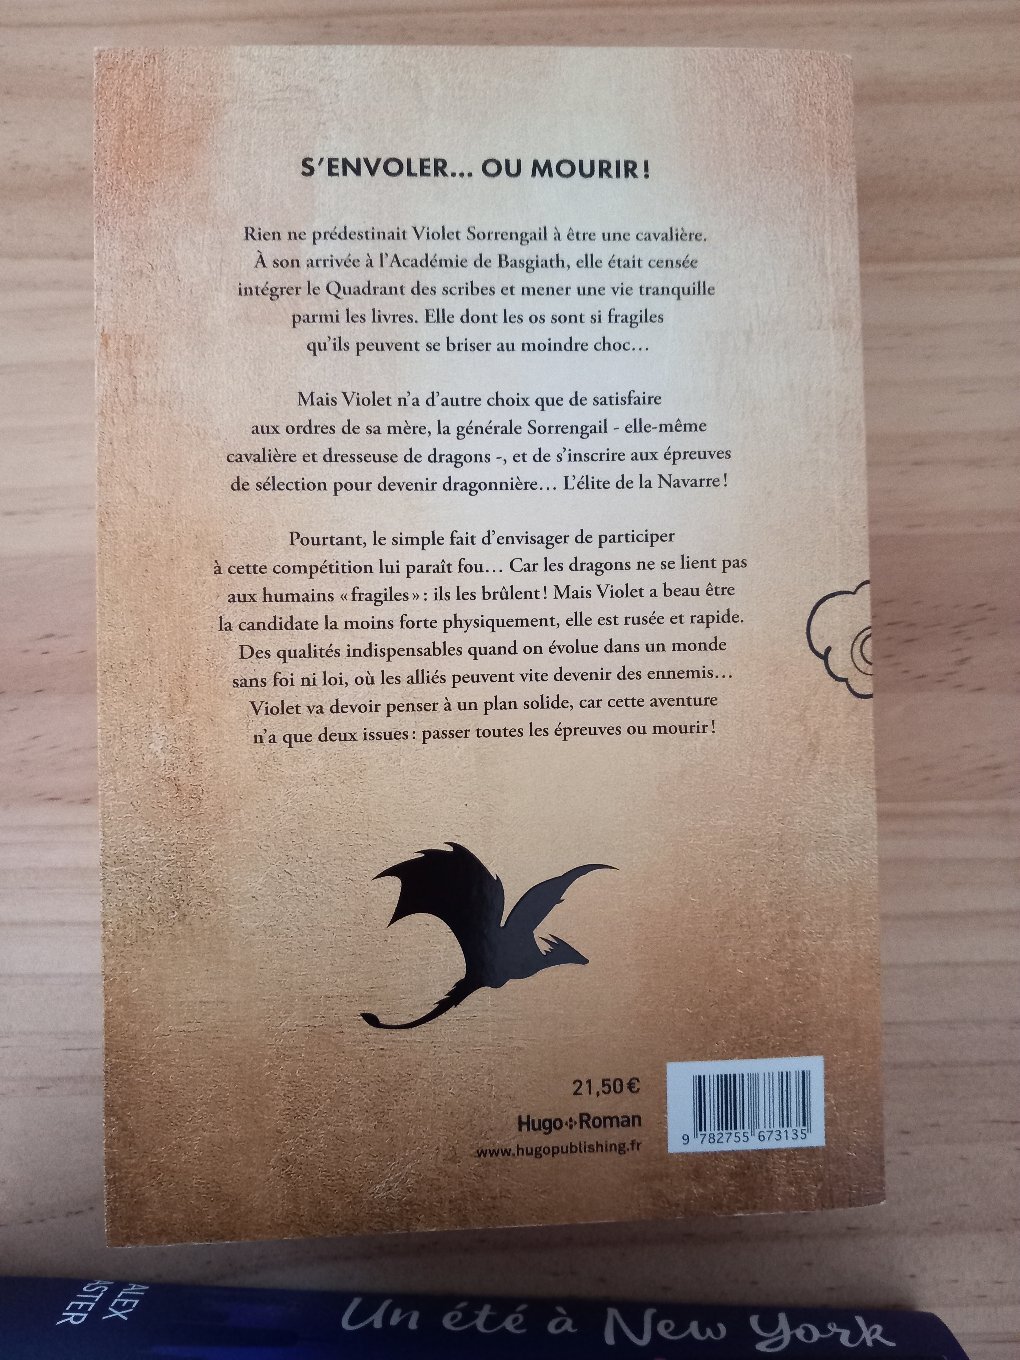 S'ENVOLER... OU MOURIR !
Rien ne prédestinait Violet Sorrengail à être une cavalière.
À son arrivée à l'Académie de Basgiath, elle était censée
intégrer le Quadrant des scribes et mener une vie tranquille
parmi les livres. Elle dont les os sont si fragiles
qu'ils peuvent se briser au moindre choc...
Mais Violet n'a d'autre choix que de satisfaire
aux ordres de sa mère, la générale Sorrengail - elle-même
cavalière et dresseuse de dragons -, et de s'inscrire aux épreuves
de sélection pour devenir dragonnière... L'élite de la Navarre !
Pourtant, le simple fait d'envisager de participer
à cette compétition lui paraît fou... Car les dragons ne se lient pas
aux humains « fragiles » : ils les brûlent ! Mais Violet a beau être
la candidate la moins forte physiquement, elle est rusée et rapide.
Des qualités indispensables quand on évolue dans un monde
sans foi ni loi, où les alliés peuvent vite devenir des ennemis...
Violet va devoir penser à un plan solide, car cette aventure
n'a que deux issues : passer toutes les épreuves ou mourir !
21,50 €
Hugo Roman
www.hugopublishing.fr
9 782755 673135
ALEX
ASTER
Un été à New York